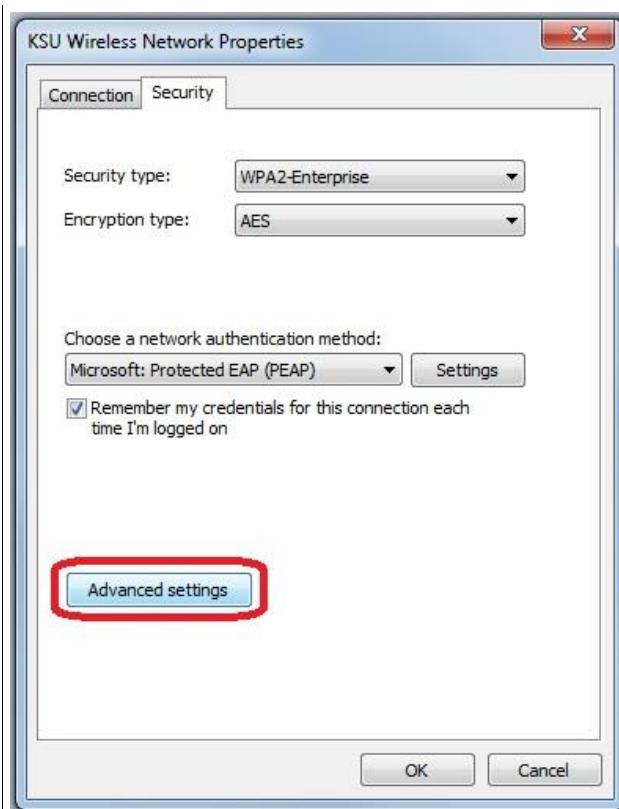 KSU Wireless Network Properties
Connection Security
Security type: WPA2-Enterprise
Encryption type: AES
Choose a network authentication method:
Microsoft: Protected EAP (PEAP) Settings
Remember my credentials for this connection each
time I'm logged on
Advanced settings
OK Cancel